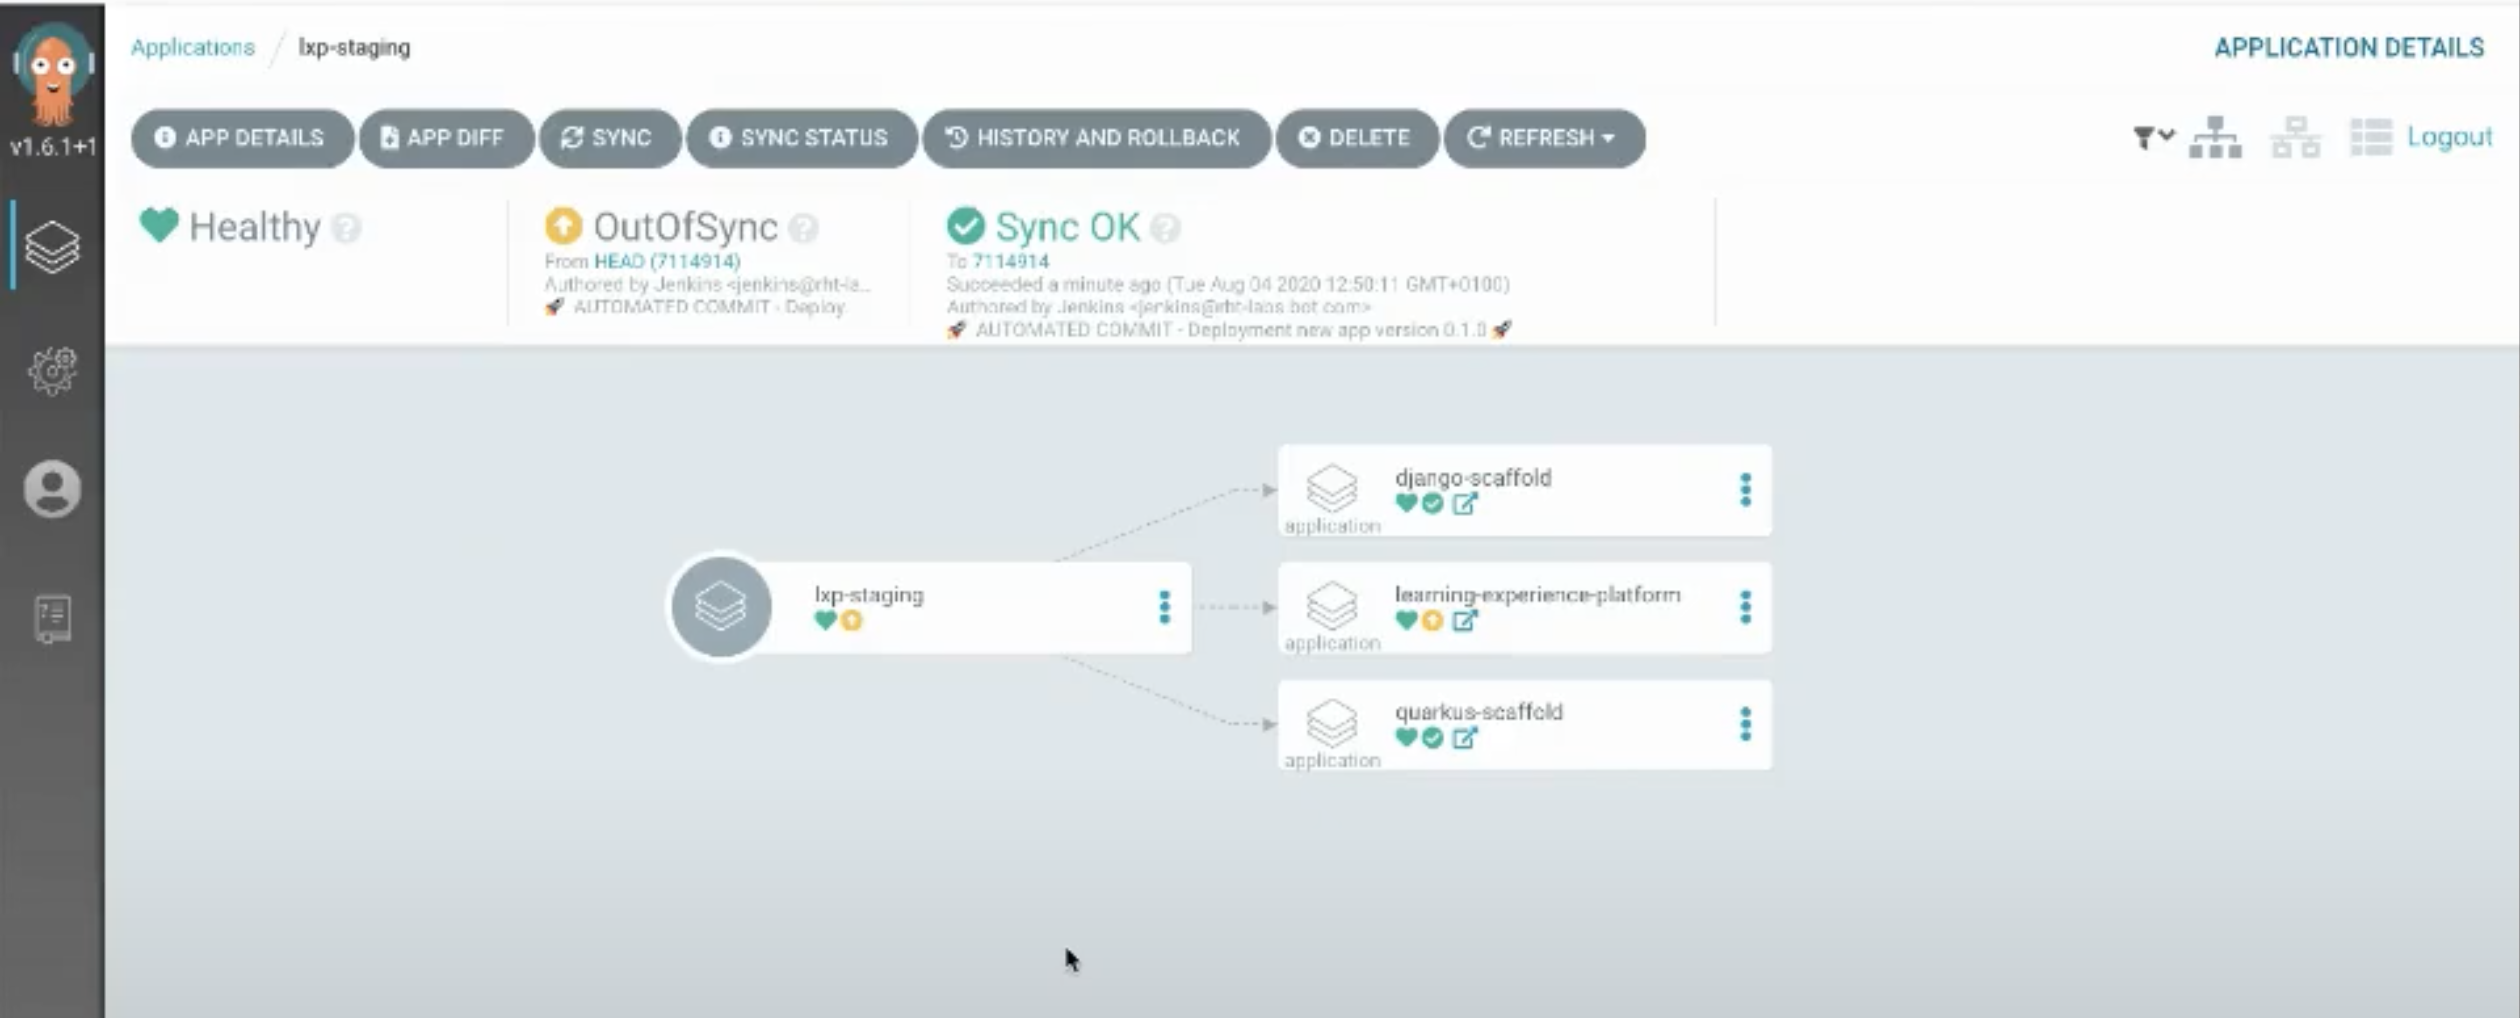 Applications / lxp-staging
APPLICATION DETAILS
v1.6.1+1
APP DETAILS
APP DIFF
SYNC
SYNC STATUS
HISTORY AND ROLLBACK
DELETE
REFRESH
Logout
Healthy
OutOfSync
From HEAD (7114914)
Authored by Jenkins <jenkins@rht-la...
AUTOMATED COMMIT - Deploy
Sync OK
To 7114914
Succeeded a minute ago (Tue Aug 04 2020 12:50:11 GMT+0100)
Authored by Jenkins <jenkins@rht-labs.bot.com>
AUTOMATED COMMIT - Deployment new app version 0.1.0
django-scaffold
application
lxp-staging
learning-experience-platform
application
quarkus-scaffold
application